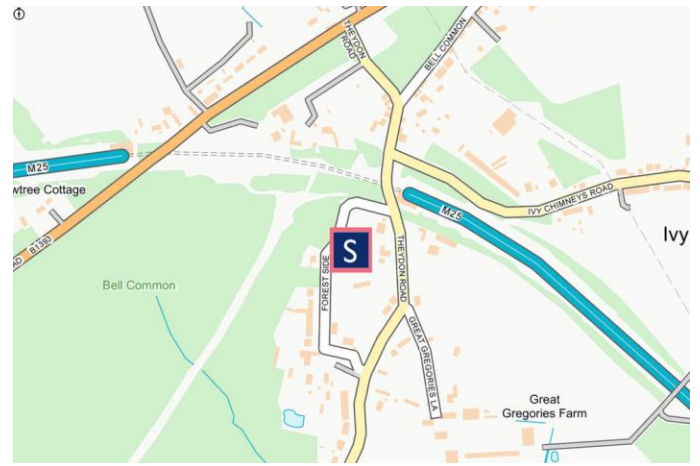 THEYDON
ROAD
BELL COMMON
M25
wtree Cottage
AD
B1393
IVY CHIMNEYS ROAD
M25
Ivy
S
FOREST SIDE
THEYDON ROAD
Bell Common
GREAT GREGORIES LA
Great
Gregories Farm